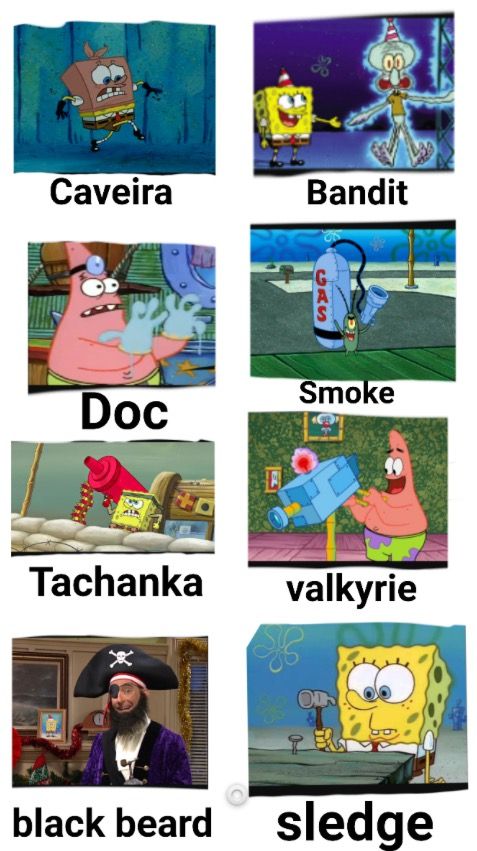 Caveira
Bandit
GAS
Doc
Smoke
Tachanka
valkyrie
black beard
sledge